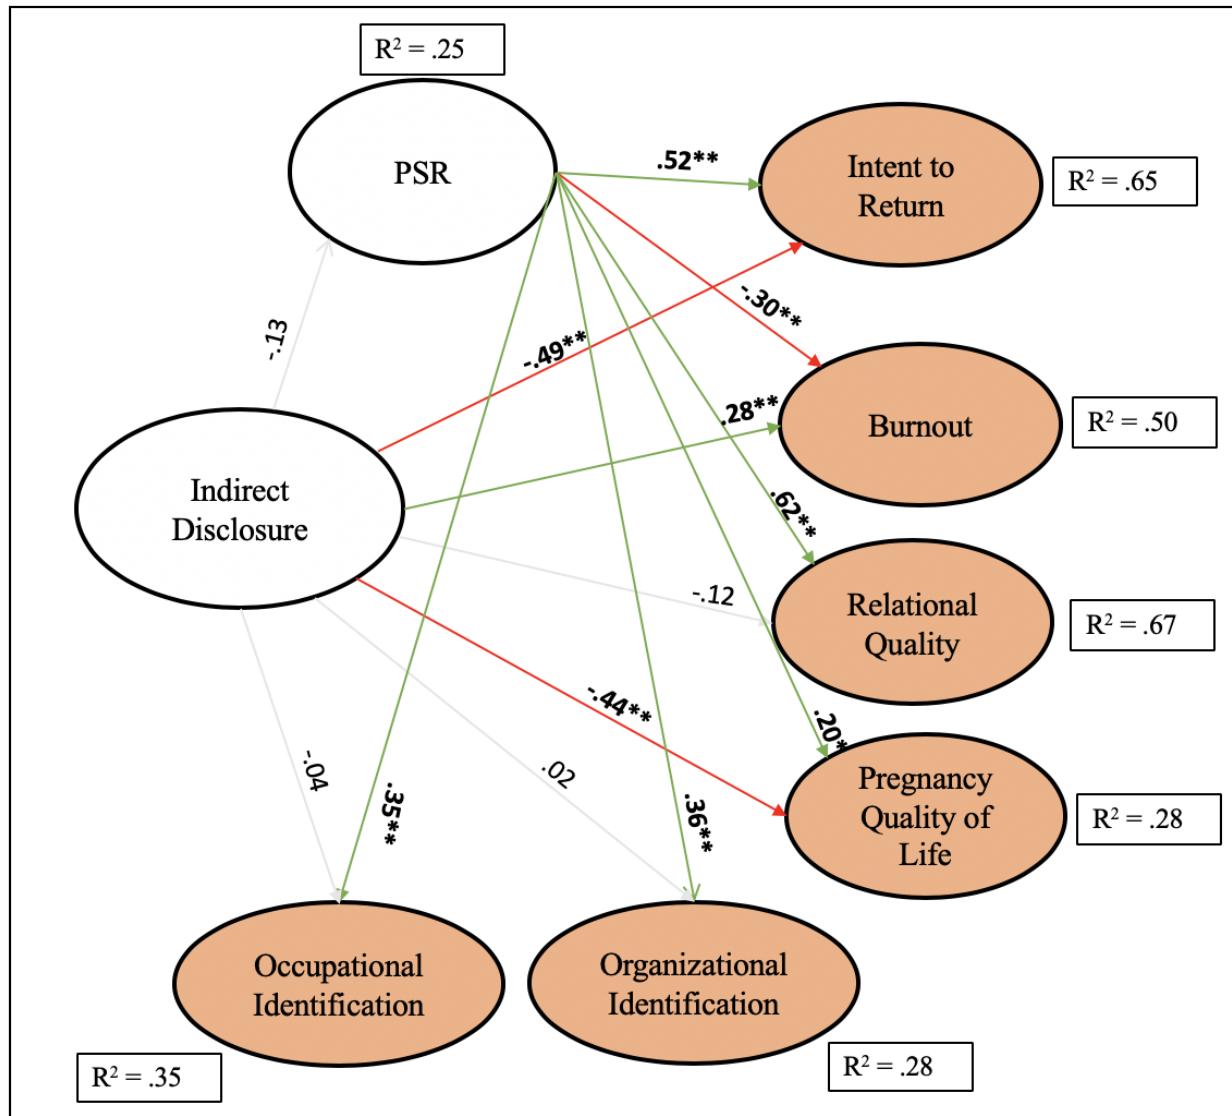 R² = .25
PSR
.52**
Intent to
Return
R² = .65
-.13
-.30**
-.49**
.28**
Burnout
R² = .50
Indirect
Disclosure
.62**
-.12
Relational
Quality
R² = .67
-.44**
.20*
Pregnancy
Quality of
Life
R² = .28
-.04
.02
.35**
.36**
Occupational
Identification
R² = .35
Organizational
Identification
R² = .28